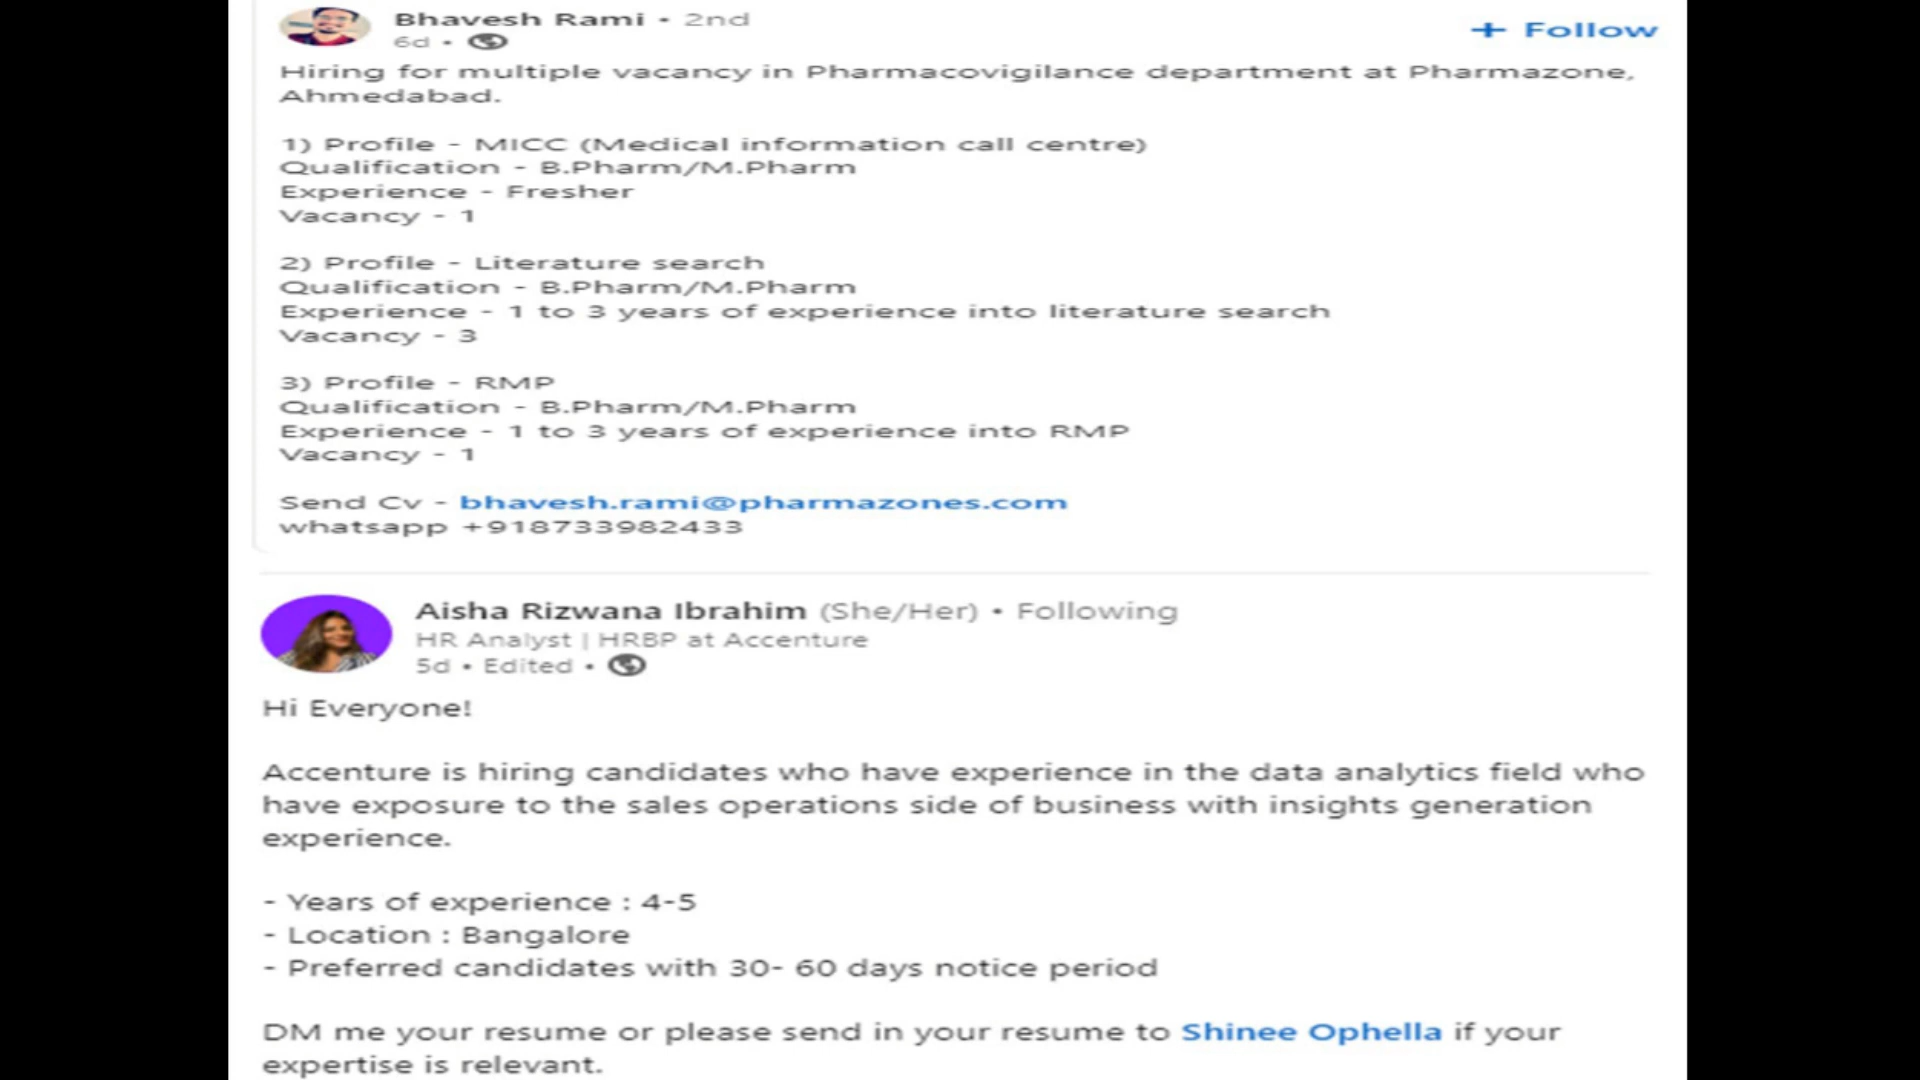 Bhavesh Rami • 2nd
6d •
+ Follow
Hiring for multiple vacancy in Pharmacovigilance department at Pharmazone,
Ahmedabad.
1) Profile - MICC (Medical information call centre)
Qualification - B.Pharm/M.Pharm
Experience - Fresher
Vacancy - 1
2) Profile - Literature search
Qualification - B.Pharm/M.Pharm
Experience - 1 to 3 years of experience into literature search
Vacancy - 3
3) Profile - RMP
Qualification - B.Pharm/M.Pharm
Experience - 1 to 3 years of experience into RMP
Vacancy - 1
Send Cv - bhavesh.rami@pharmazones.com
whatsapp +918733982433
Aisha Rizwana Ibrahim (She/Her) • Following
HR Analyst | HRBP at Accenture
5d • Edited •
Hi Everyone!
Accenture is hiring candidates who have experience in the data analytics field who
have exposure to the sales operations side of business with insights generation
experience.
- Years of experience : 4-5
- Location : Bangalore
- Preferred candidates with 30- 60 days notice period
DM me your resume or please send in your resume to Shinee Ophella if your
expertise is relevant.